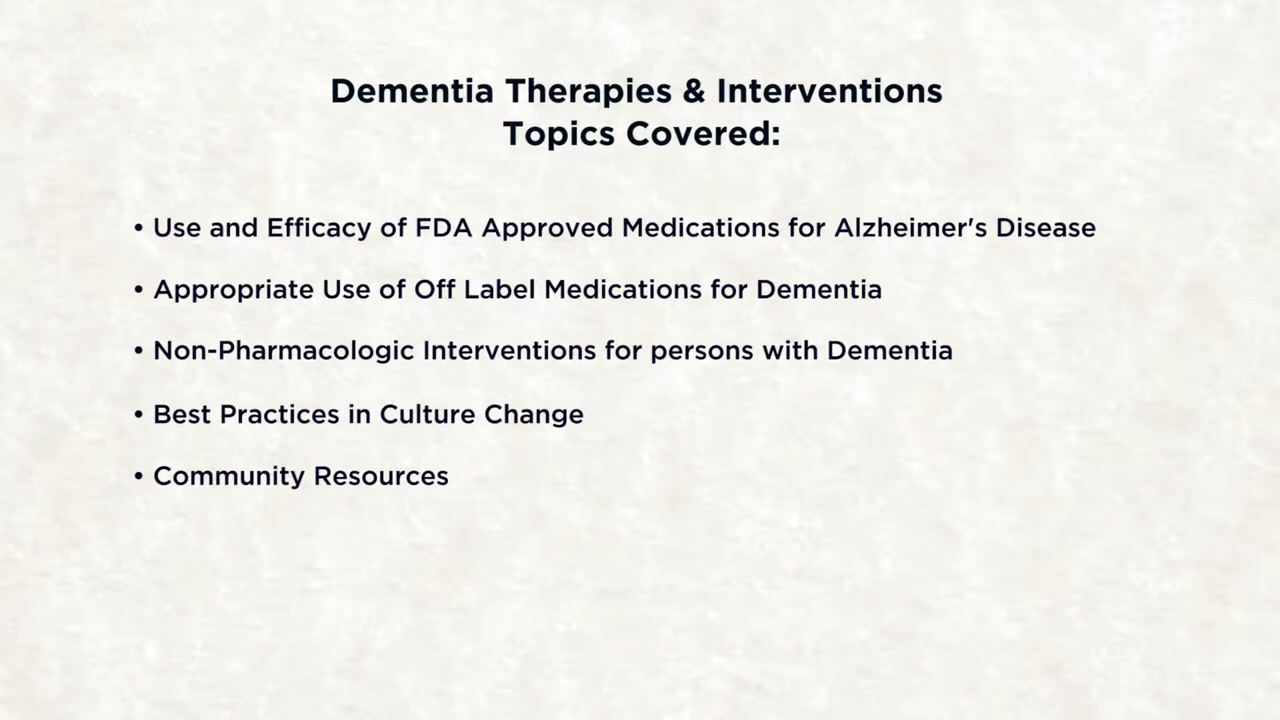 Dementia Therapies & Interventions
Topics Covered:
• Use and Efficacy of FDA Approved Medications for Alzheimer's Disease
• Appropriate Use of Off Label Medications for Dementia
• Non-Pharmacologic Interventions for persons with Dementia
• Best Practices in Culture Change
• Community Resources